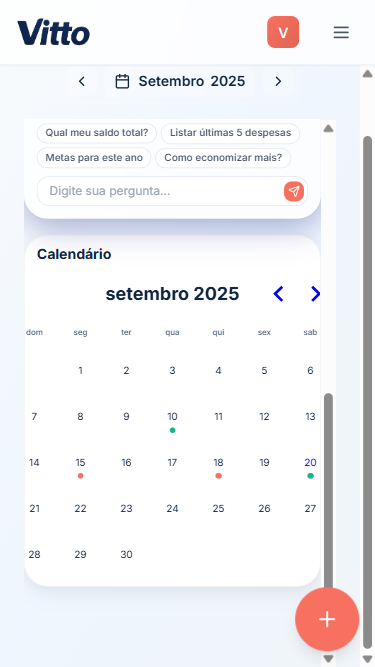 Vitto
V
Setembro 2025
Qual meu saldo total? Listar últimas 5 despesas
Metas para este ano Como economizar mais?
Digite sua pergunta...
Calendário
setembro 2025
dom seg ter qua qui sex sab
1 2 3 4 5 6
7 8 9 10 11 12 13
14 15 16 17 18 19 20
21 22 23 24 25 26 27
28 29 30
+